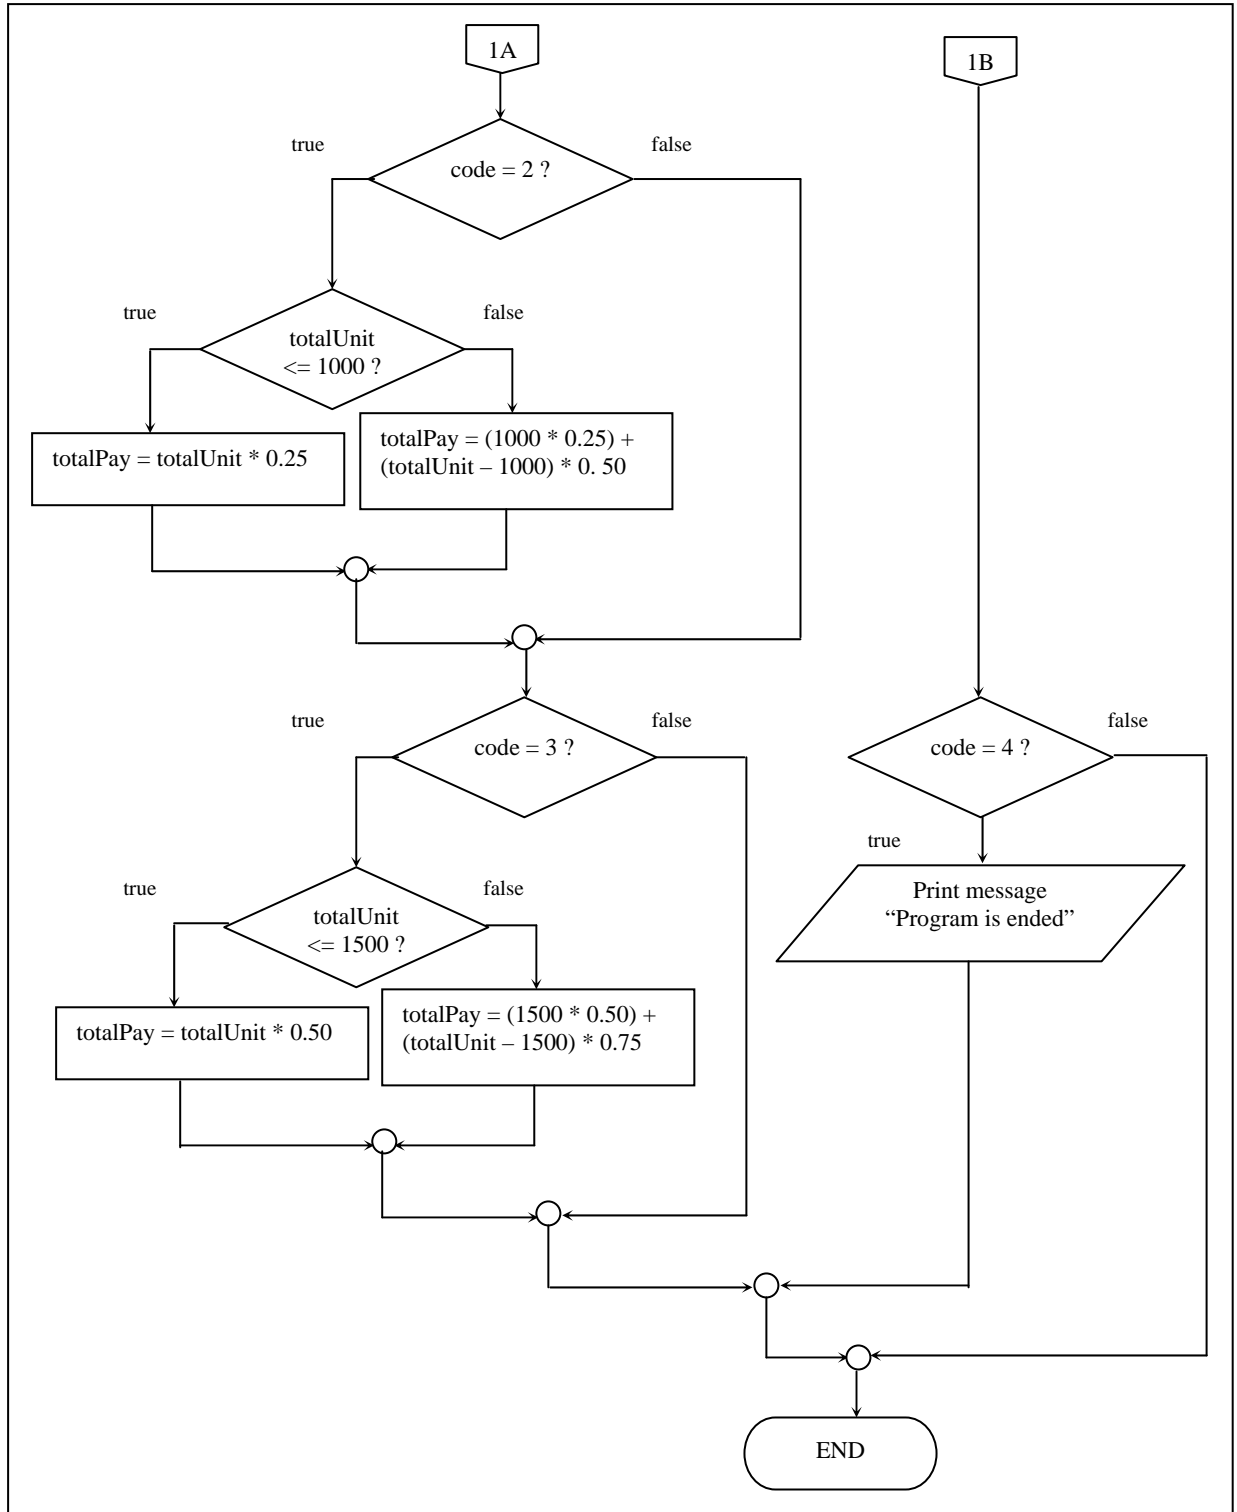 1A
1B
true
false
code = 2 ?
true
false
totalUnit
<= 1000 ?
totalPay = totalUnit * 0.25
totalPay = (1000 * 0.25) +
(totalUnit – 1000) * 0. 50
true
false
code = 3 ?
false
code = 4 ?
true
true
false
totalUnit
<= 1500 ?
Print message
“Program is ended”
totalPay = totalUnit * 0.50
totalPay = (1500 * 0.50) +
(totalUnit – 1500) * 0.75
END